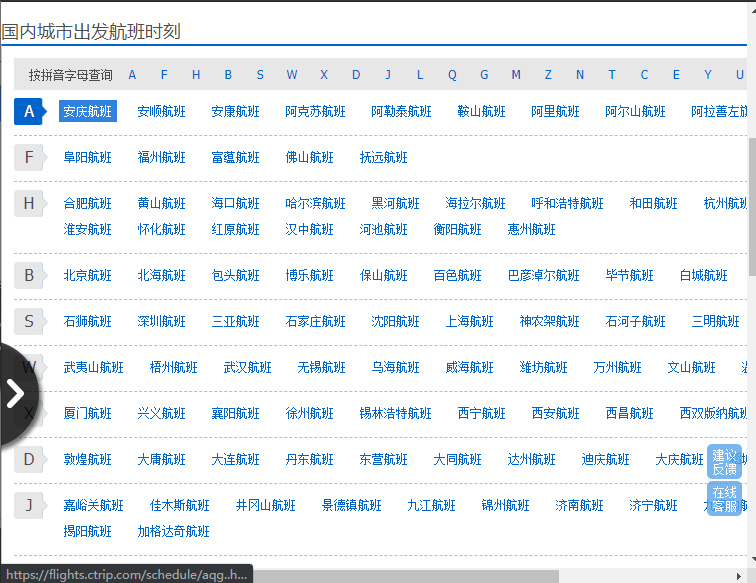 国内城市出发航班时刻
按拼音字母查询 A F H B S W X D J L Q G M Z N T C E Y U
A 安庆航班 安顺航班 安康航班 阿克苏航班 阿勒泰航班 鞍山航班 阿里航班 阿尔山航班 阿拉善左旗
F 阜阳航班 福州航班 富蕴航班 佛山航班 抚远航班
H 合肥航班 黄山航班 海口航班 哈尔滨航班 黑河航班 海拉尔航班 呼和浩特航班 和田航班 杭州航班
淮安航班 怀化航班 红原航班 汉中航班 河池航班 衡阳航班 惠州航班
B 北京航班 北海航班 包头航班 博乐航班 保山航班 百色航班 巴彦淖尔航班 毕节航班 白城航班
S 石狮航班 深圳航班 三亚航班 石家庄航班 沈阳航班 上海航班 神农架航班 石河子航班 三明航班
W 武夷山航班 梧州航班 武汉航班 无锡航班 乌海航班 威海航班 潍坊航班 万州航班 文山航班
X 厦门航班 兴义航班 襄阳航班 徐州航班 锡林浩特航班 西宁航班 西安航班 西昌航班 西双版纳航班
D 敦煌航班 大庸航班 大连航班 丹东航班 东营航班 大同航班 达州航班 迪庆航班 大庆航班
建议
反馈
J 嘉峪关航班 佳木斯航班 井冈山航班 景德镇航班 九江航班 锦州航班 济南航班 济宁航班
在线
客服
揭阳航班 加格达奇航班
https://flights.ctrip.com/schedule/aqg..h...